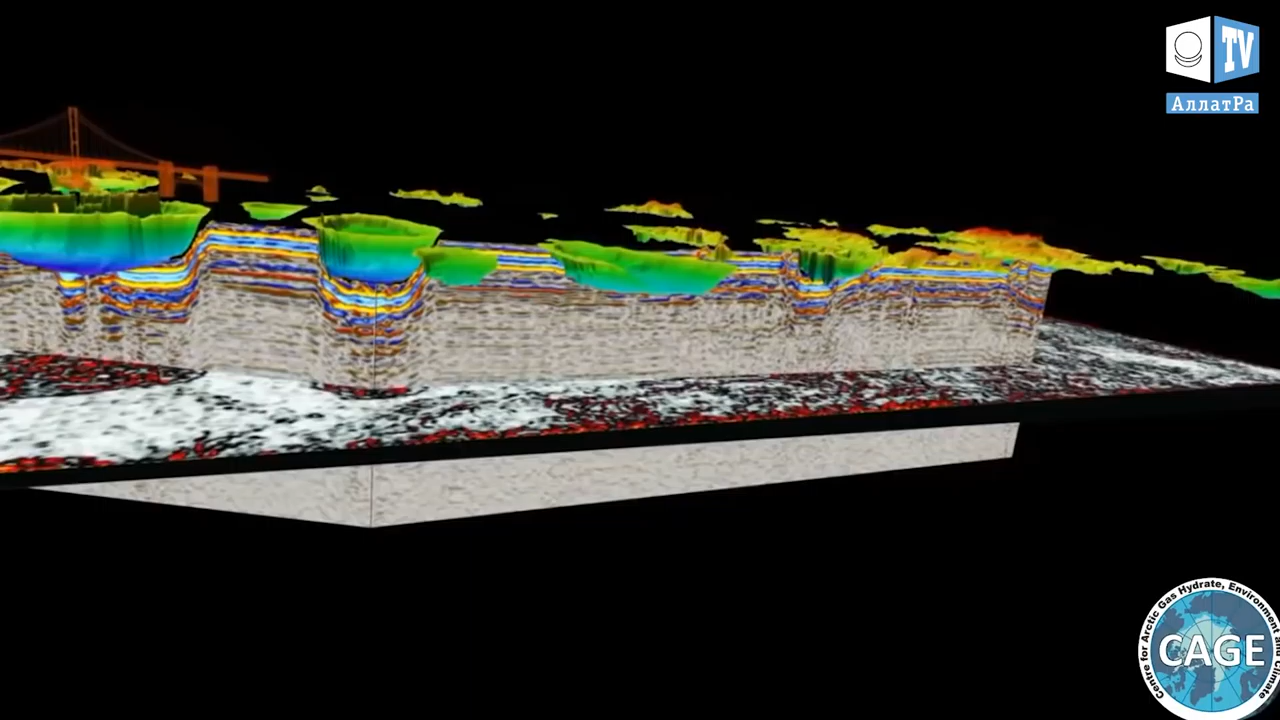 TV
АллатРа
Centre for Arctic Gas Hydrate, Environment and Climate
CAGE